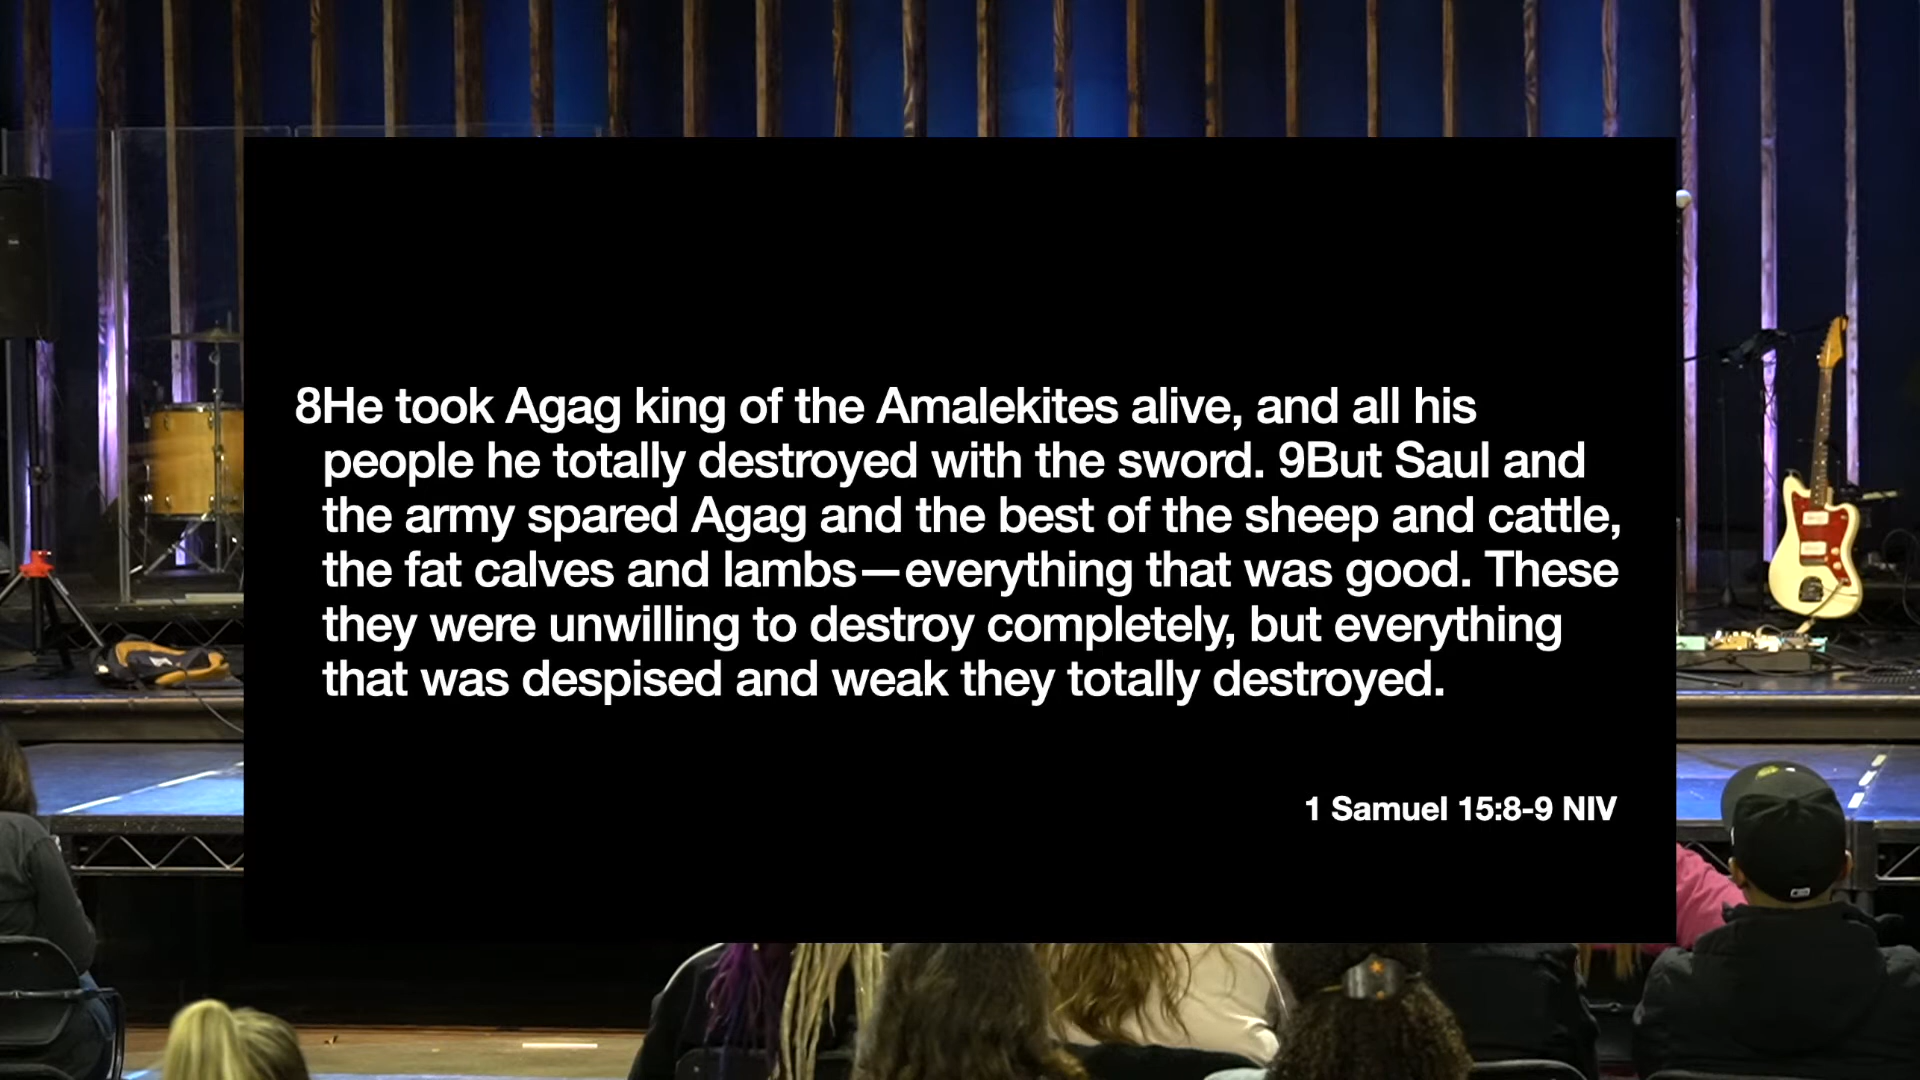 8He took Agag king of the Amalekites alive, and all his
people he totally destroyed with the sword. 9But Saul and
the army spared Agag and the best of the sheep and cattle,
the fat calves and lambs—everything that was good. These
they were unwilling to destroy completely, but everything
that was despised and weak they totally destroyed.
1 Samuel 15:8-9 NIV